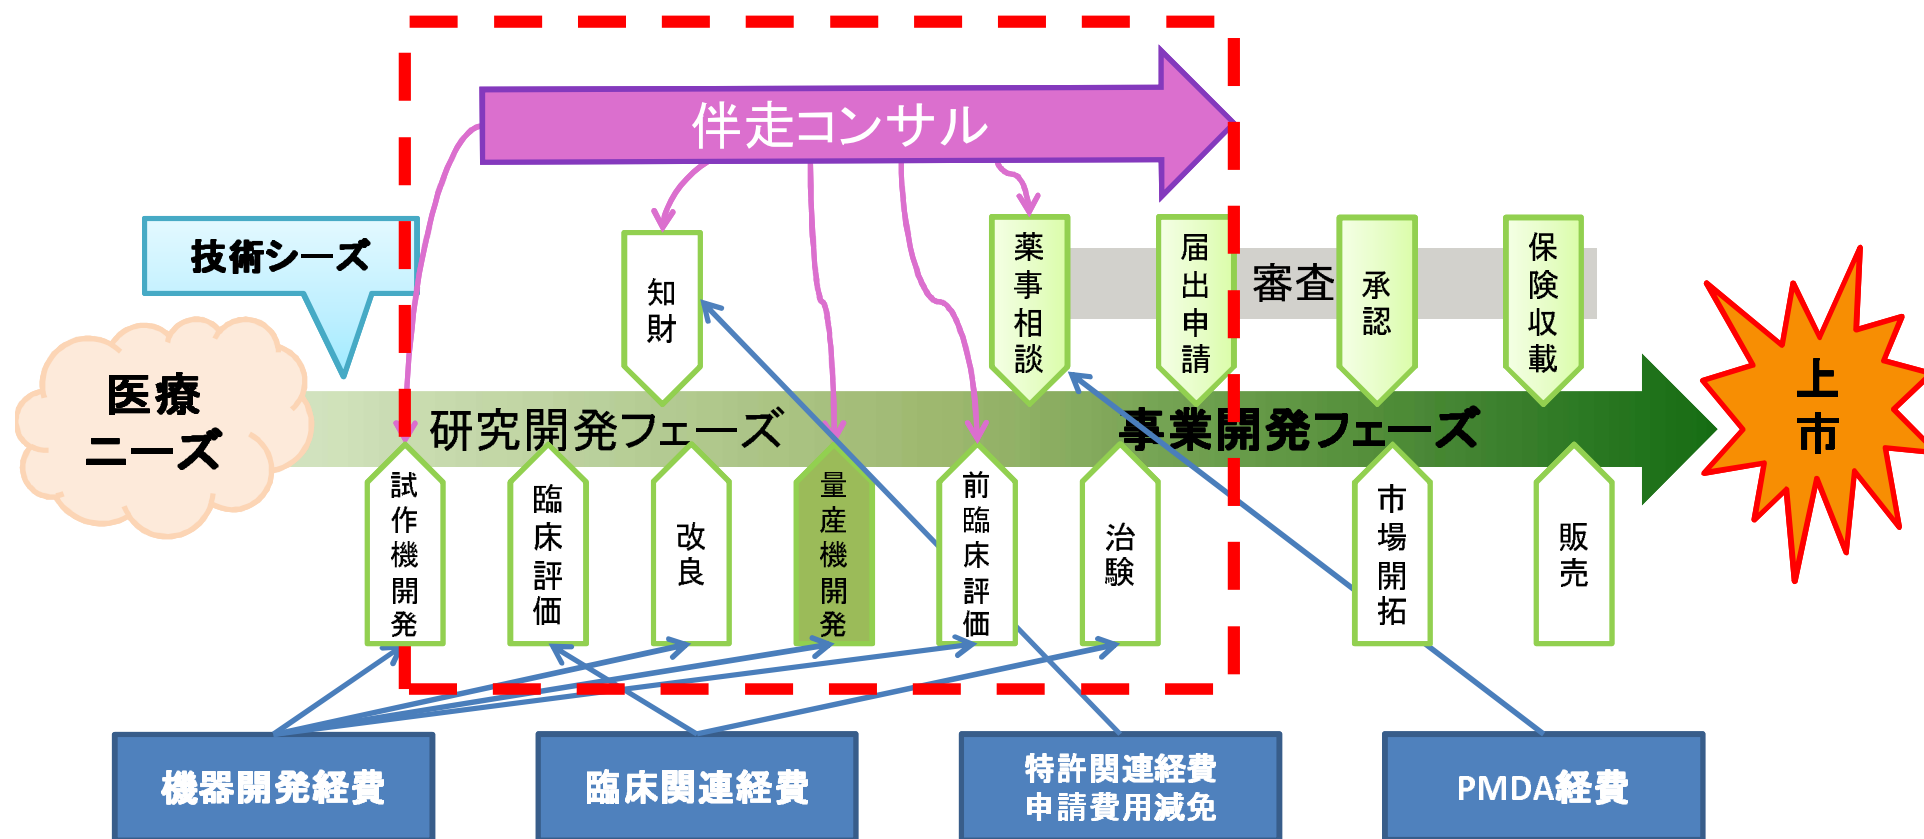 伴走コンサル
技術シーズ
知財
薬事相談
届出申請
審査
承認
保険収載
医療
ニーズ
研究開発フェーズ
事業開発フェーズ
上市
試作機開発
臨床評価
改良
量産機開発
前臨床評価
治験
市場開拓
販売
機器開発経費
臨床関連経費
特許関連経費
申請費用減免
PMDA経費